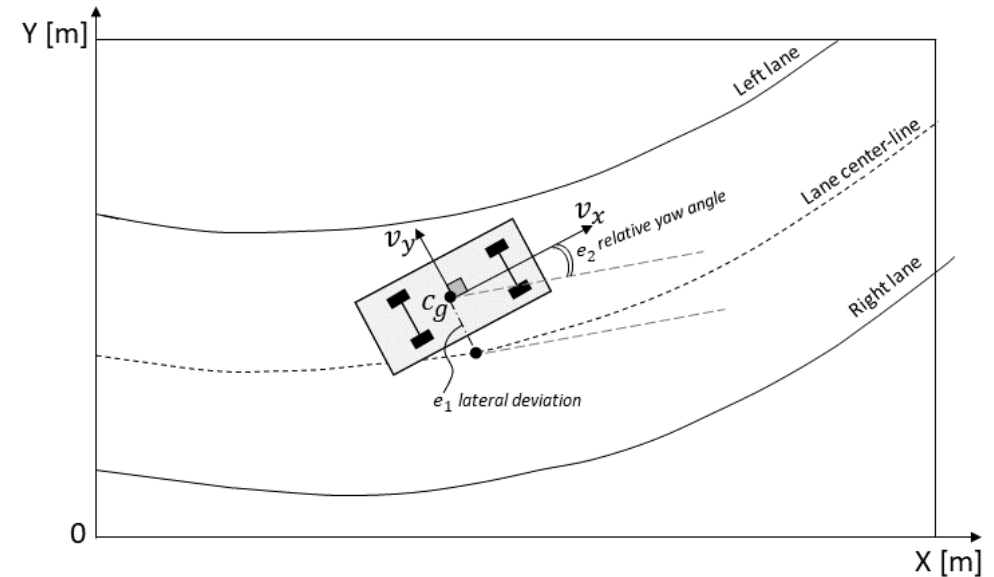 Y [m]
Left lane
Lane center-line
v_x
v_y
e_2 relative yaw angle
c_g
Right lane
e_1 lateral deviation
0
X [m]